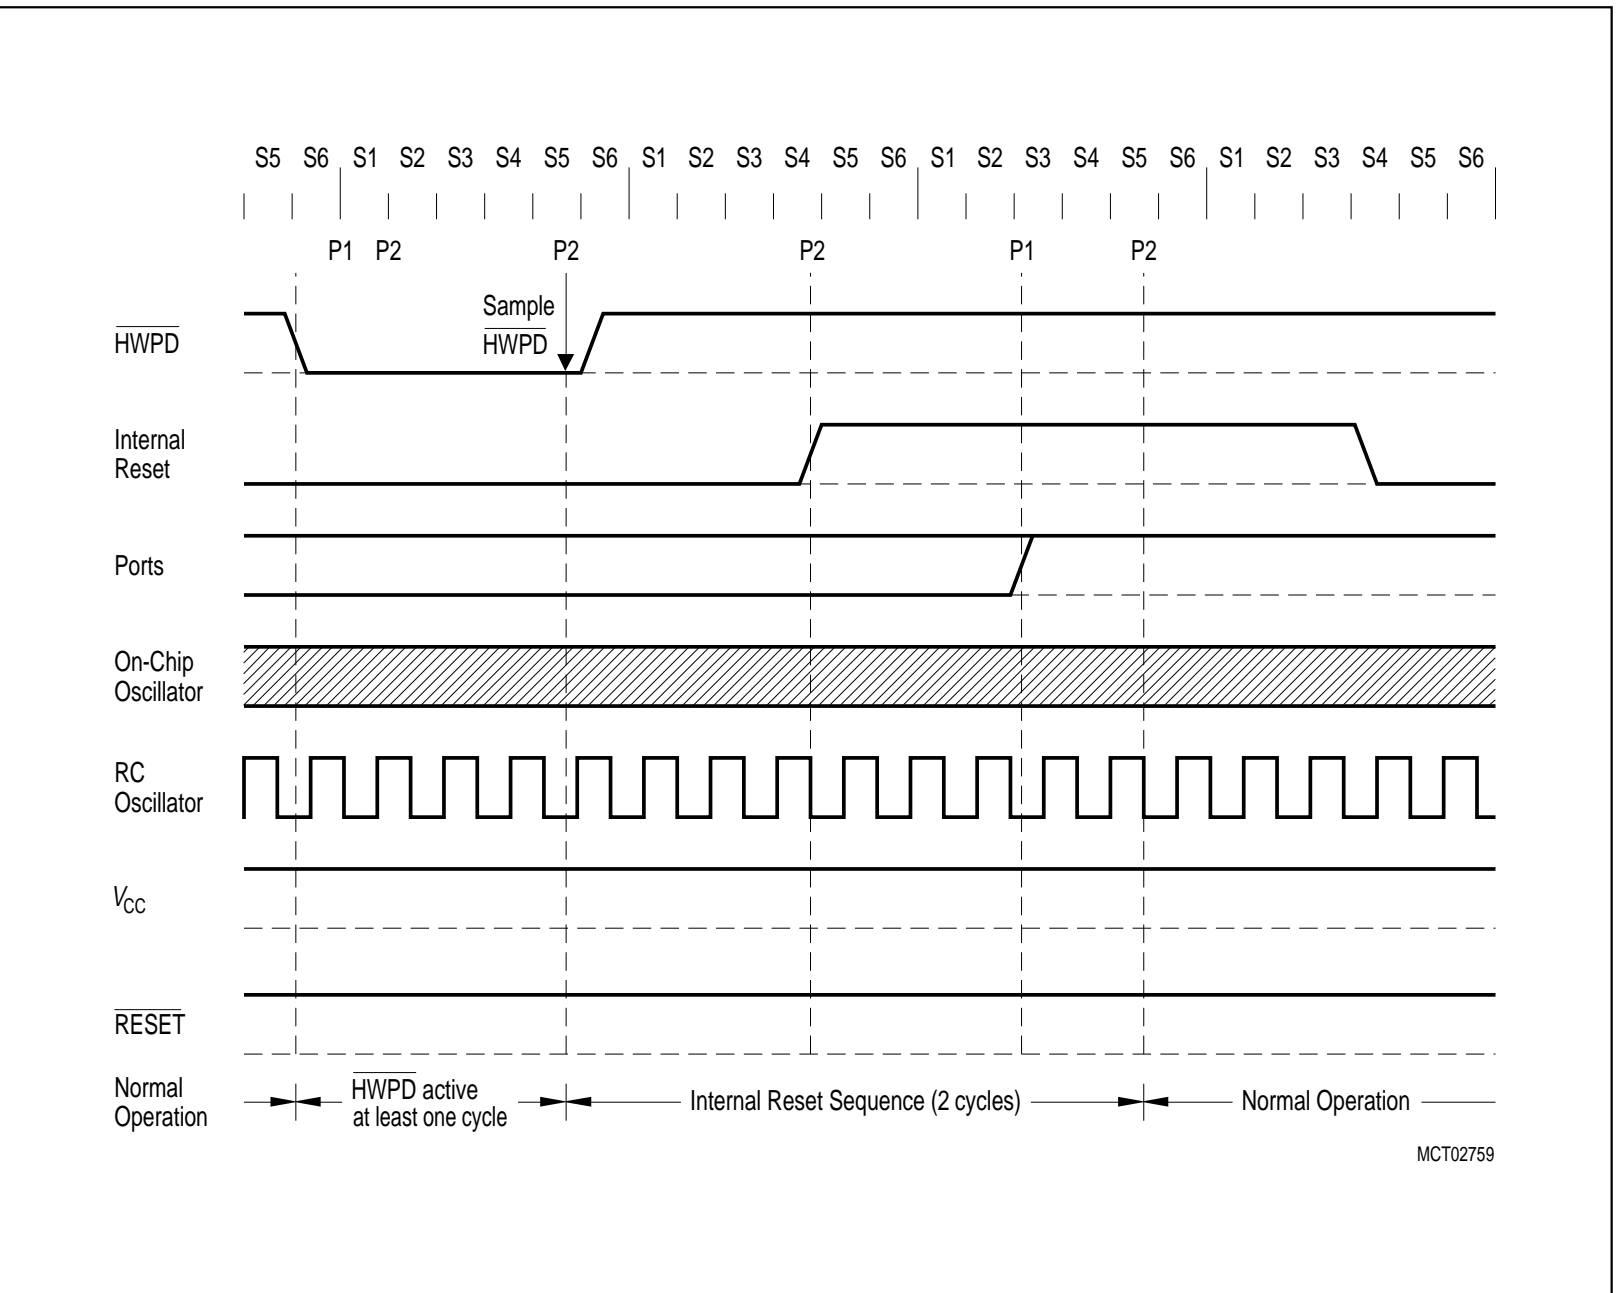 S5 S6 S1 S2 S3 S4 S5 S6 S1 S2 S3 S4 S5 S6 S1 S2 S3 S4 S5 S6 S1 S2 S3 S4 S5 S6
P1 P2 P2 P2 P1 P2
Sample
HWPD
HWPD
Internal
Reset
Ports
On-Chip
Oscillator
RC
Oscillator
VCC
RESET
Normal
Operation
HWPD active
at least one cycle
Internal Reset Sequence (2 cycles)
Normal Operation
MCT02759